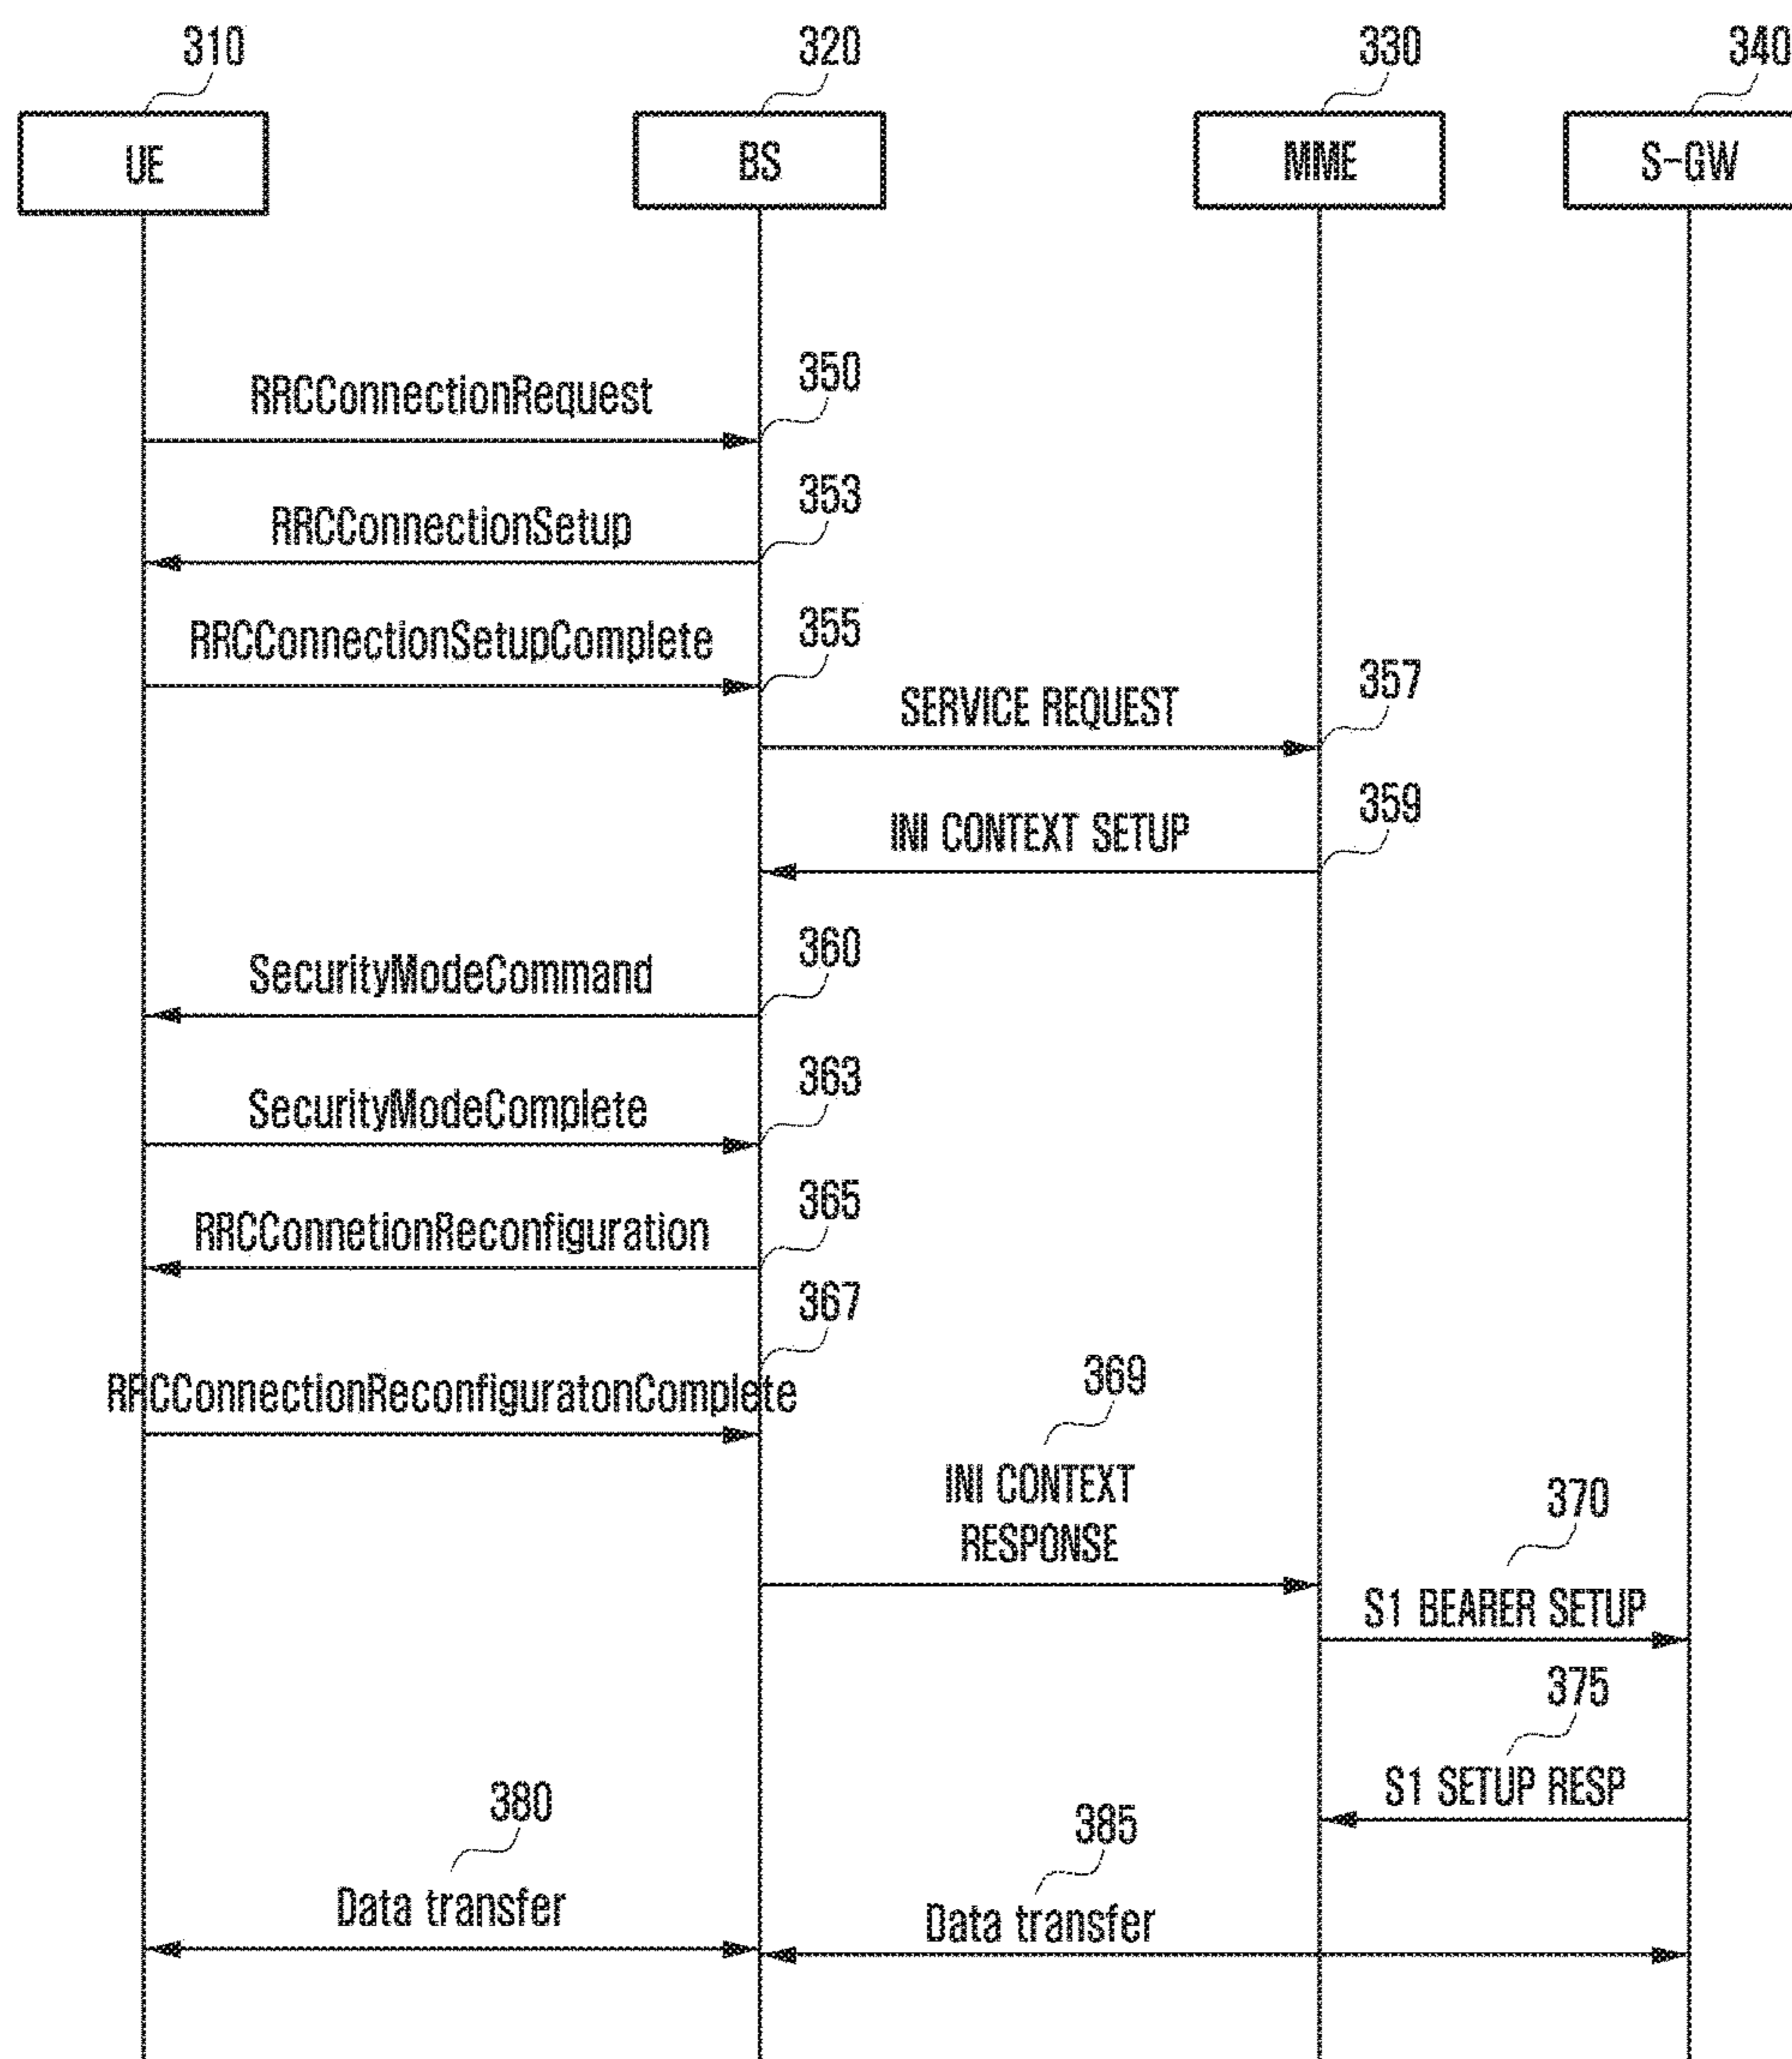 310
320
330
340
UE
BS
MME
S-GW
350
RRCConnectionRequest
353
RRCConnectionSetup
355
RRCConnectionSetupComplete
357
SERVICE REQUEST
359
INI CONTEXT SETUP
360
SecurityModeCommand
363
SecurityModeComplete
365
RRCConnetionReconfiguration
367
RRCConnectionReconfiguratonComplete
369
INI CONTEXT
RESPONSE
370
S1 BEARER SETUP
375
S1 SETUP RESP
380
385
Data transfer
Data transfer